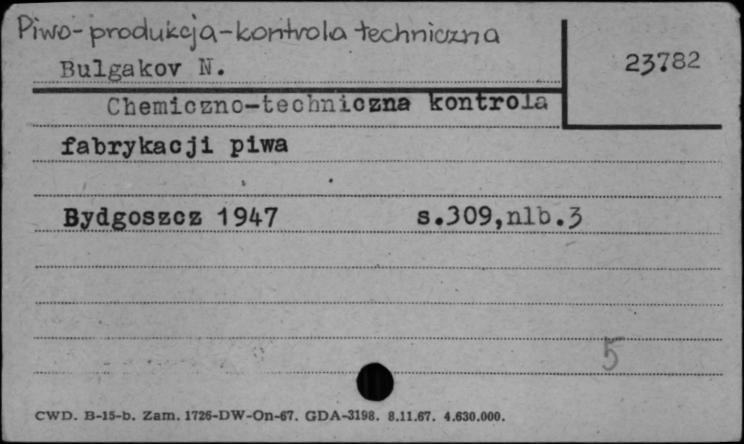 Piwo-produkcja-kontrola techniczna
Bulgakov N.
23782
Chemiczno-techniczna kontrola
fabrykacji piwa
Bydgoszcz 1947 s.309,nlb.3
5
CWD. B-15-b. Zam. 1726-DW-On-67. GDA-3198. 8.11.67. 4.630.000.